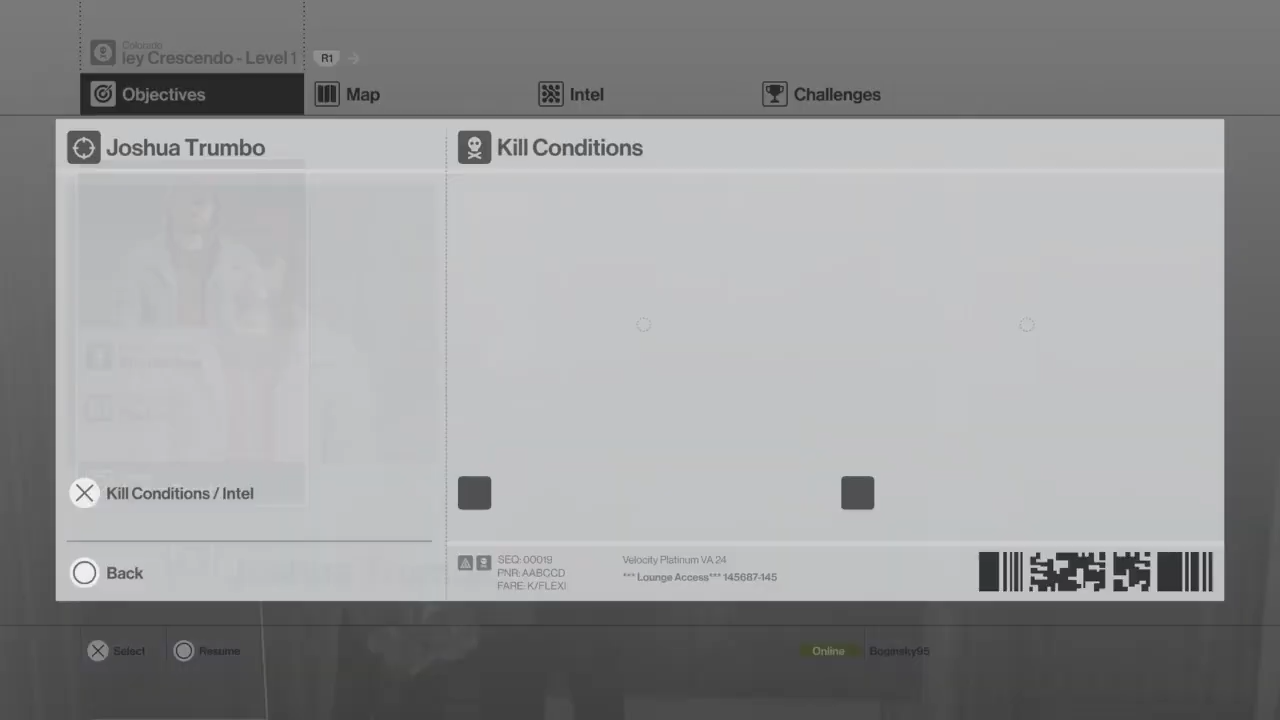 Colorado
ley Crescendo - Level 1
R1
Objectives
Map
Intel
Challenges
Joshua Trumbo
Kill Conditions
Kill Conditions / Intel
Back
SEQ: 00019
PNR: AABCCD
FARE: K/FLEXI
Velocity Platinum VA 24
*** Lounge Access*** 145687-145
Select
Resume
Online
Boginsky95